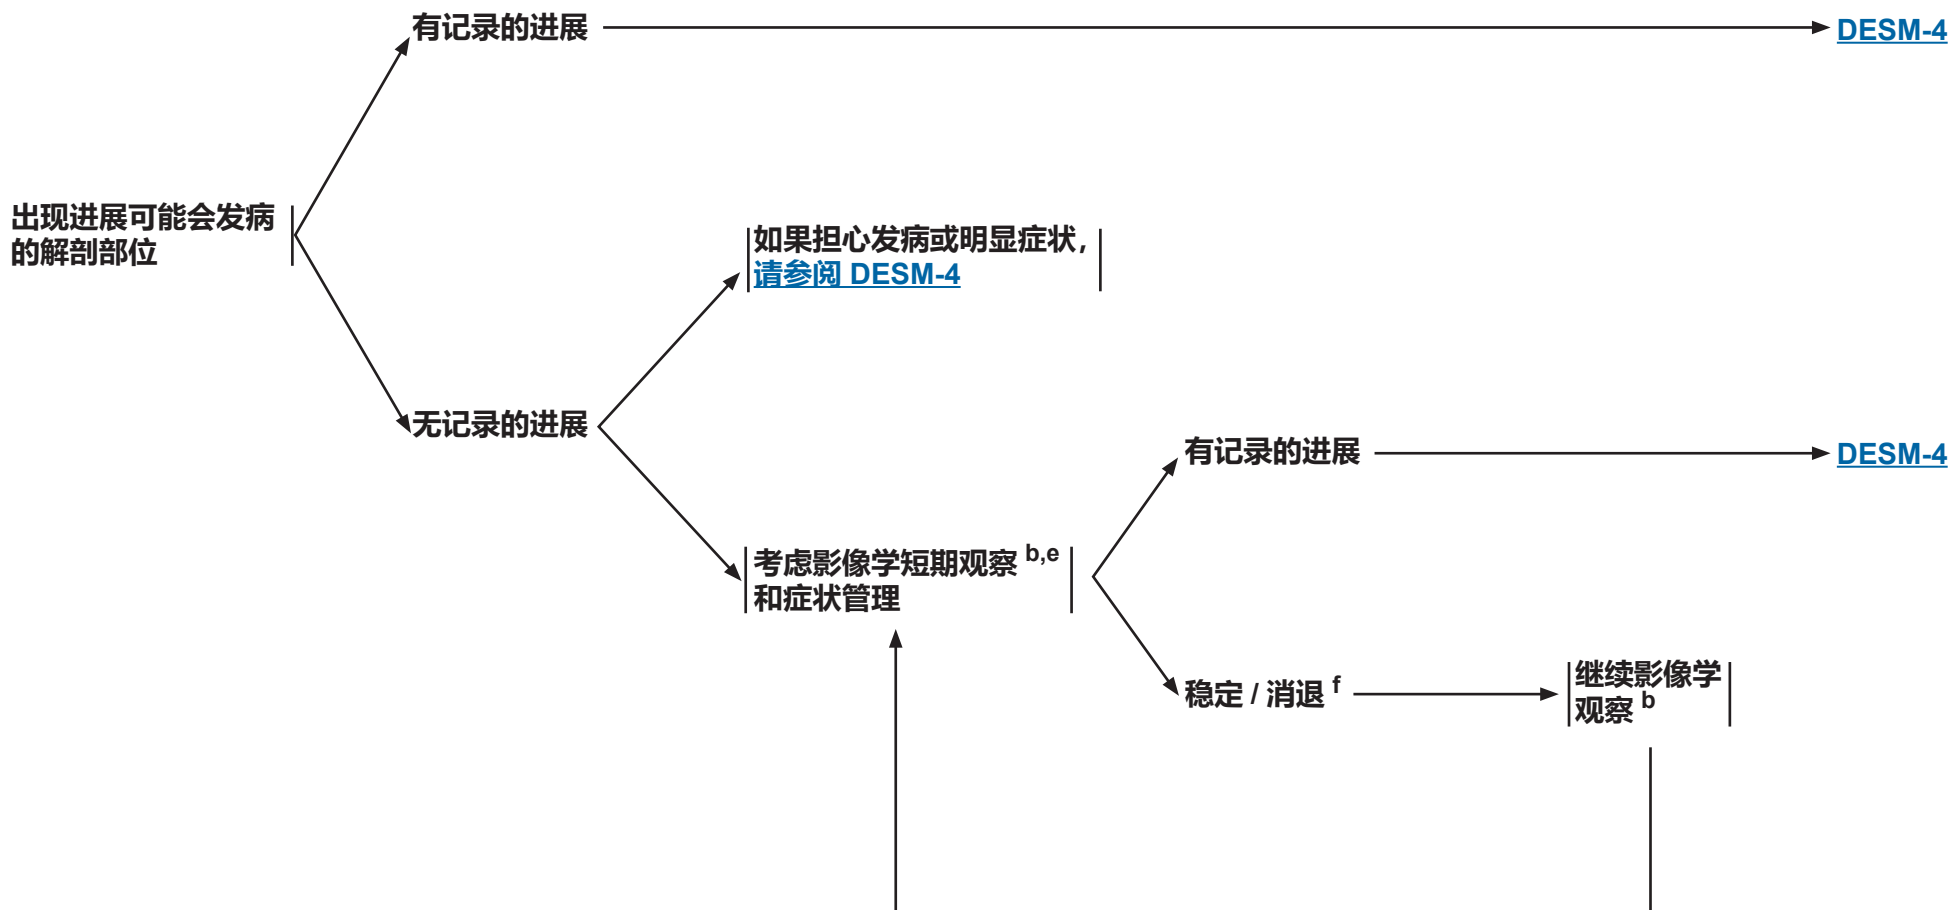 有记录的进展
DESM-4
出现进展可能会发病
的解剖部位
如果担心发病或明显症状，
请参阅 DESM-4
无记录的进展
有记录的进展
DESM-4
考虑影像学短期观察 b,e
和症状管理
稳定 / 消退 f
继续影像学
观察 b